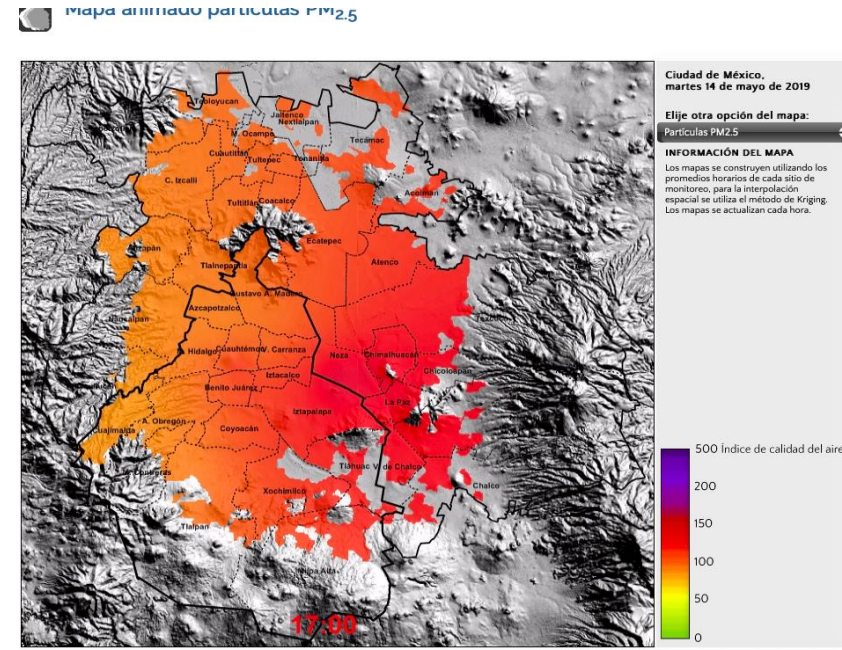 Mapa animado partículas PM2.5
Ciudad de México,
martes 14 de mayo de 2019
Elije otra opción del mapa:
Partículas PM2.5
INFORMACIÓN DEL MAPA
Los mapas se construyen utilizando los
promedios horarios de cada sitio de
monitoreo, para la interpolación
espacial se utiliza el método de Kriging.
Los mapas se actualizan cada hora.
Teoloyucan
Jaltenco
Nextlalpan
M. Ocampo
Tecámac
Cuautitlán
Tultepec
Tonanitla
C. Izcalli
Acolman
Tultitlán
Coacalco
Ecatepec
Atizapán
Tlalnepantla
Atenco
Gustavo A. Madero
Azcapotzalco
Naucalpan
M. Hidalgo
Cuauhtémoc
V. Carranza
Neza
Chimalhuacán
Chicoloapan
Iztacalco
Benito Juárez
La Paz
Iztapalapa
A. Obregón
Coyoacán
Cuajimalpa
Tláhuac
V. de Chalco
Chalco
Xochimilco
Tlalpan
Milpa Alta
17:00
500 Índice de calidad del aire
200
150
100
50
0